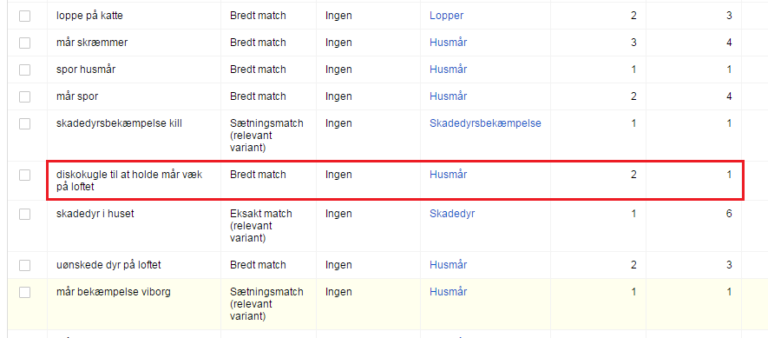 loppe på katte Bredt match Ingen Lopper 2 3
mår skræmmer Bredt match Ingen Husmår 3 4
spor husmår Bredt match Ingen Husmår 1 1
mår spor Bredt match Ingen Husmår 2 4
skadedyrsbekæmpelse kill Sætningsmatch Ingen Skadedyrsbekæmpelse 1 1
(relevant
variant)
diskokugle til at holde mår væk Bredt match Ingen Husmår 2 1
på loftet
skadedyr i huset Eksakt match Ingen Skadedyr 1 6
(relevant
variant)
uønskede dyr på loftet Bredt match Ingen Husmår 2 3
mår bekæmpelse viborg Sætningsmatch Ingen Husmår 1 1
(relevant
variant)